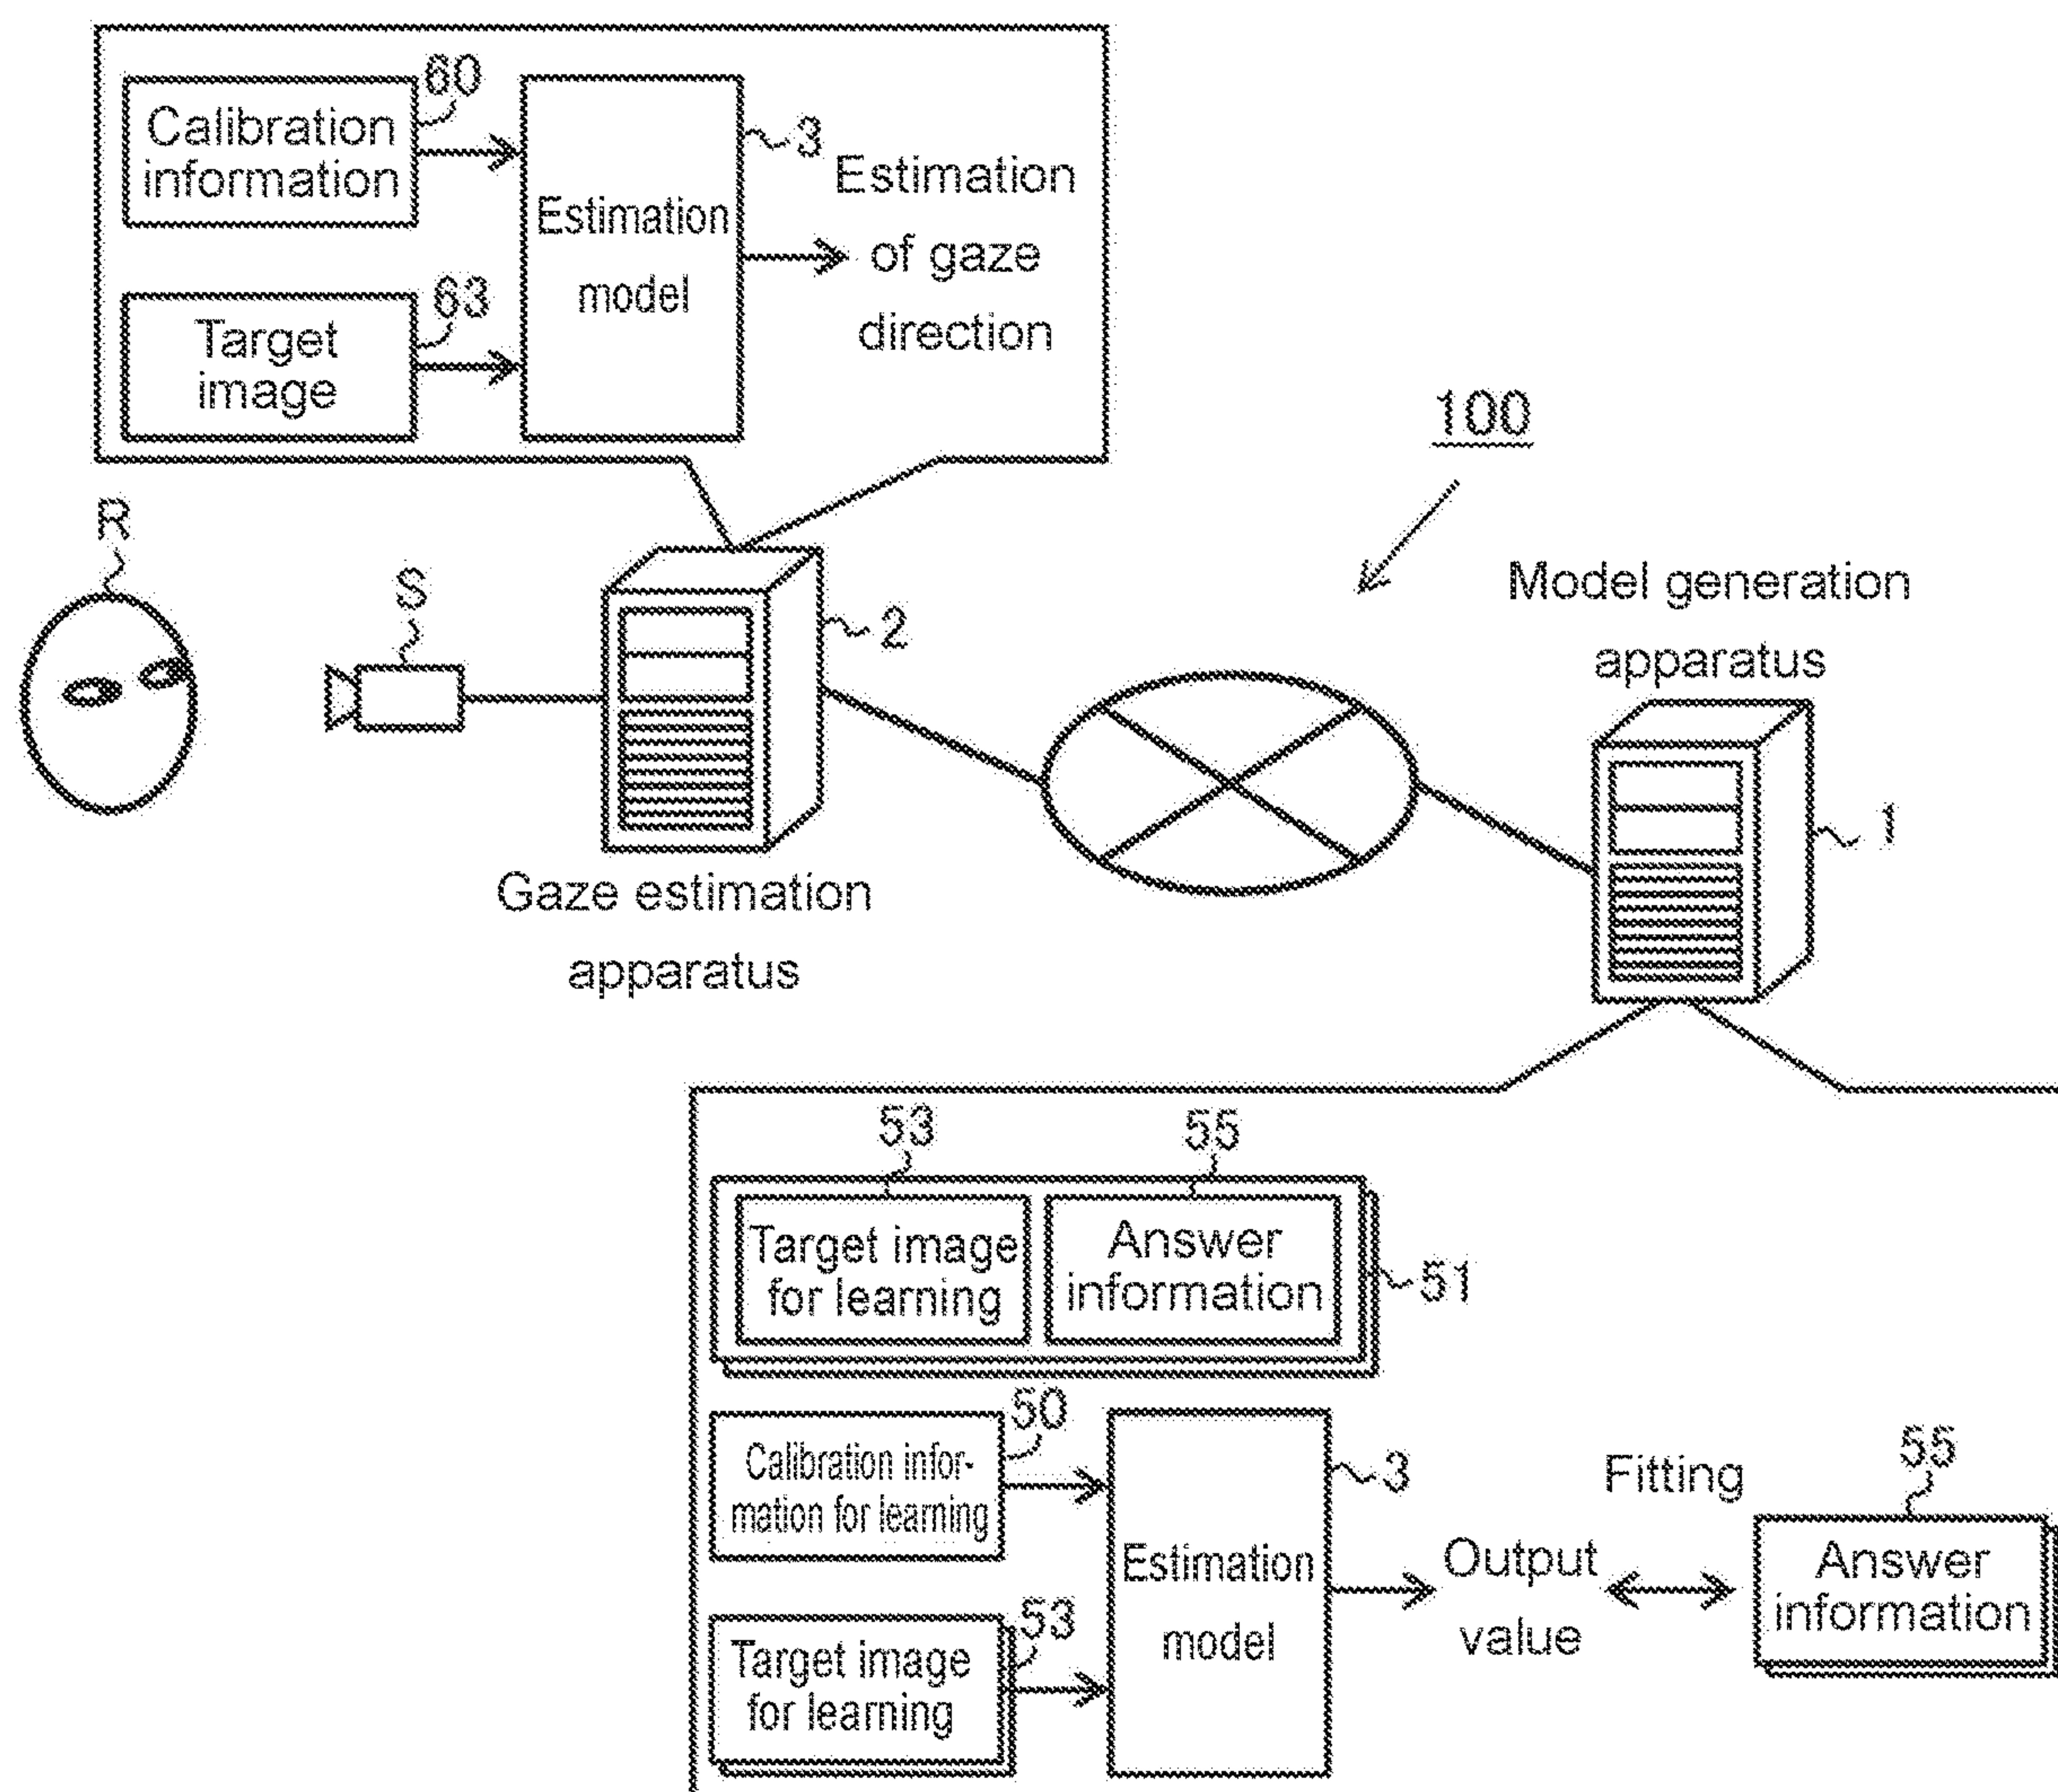 60
Calibration
information
3
Estimation
model
Estimation
of gaze
direction
63
Target
image
100
R
S
2
Model generation
apparatus
1
Gaze estimation
apparatus
53
55
Target image
for learning
Answer
information
51
50
Calibration infor-
mation for learning
3
Estimation
model
53
Target image
for learning
Output
value
Fitting
55
Answer
information